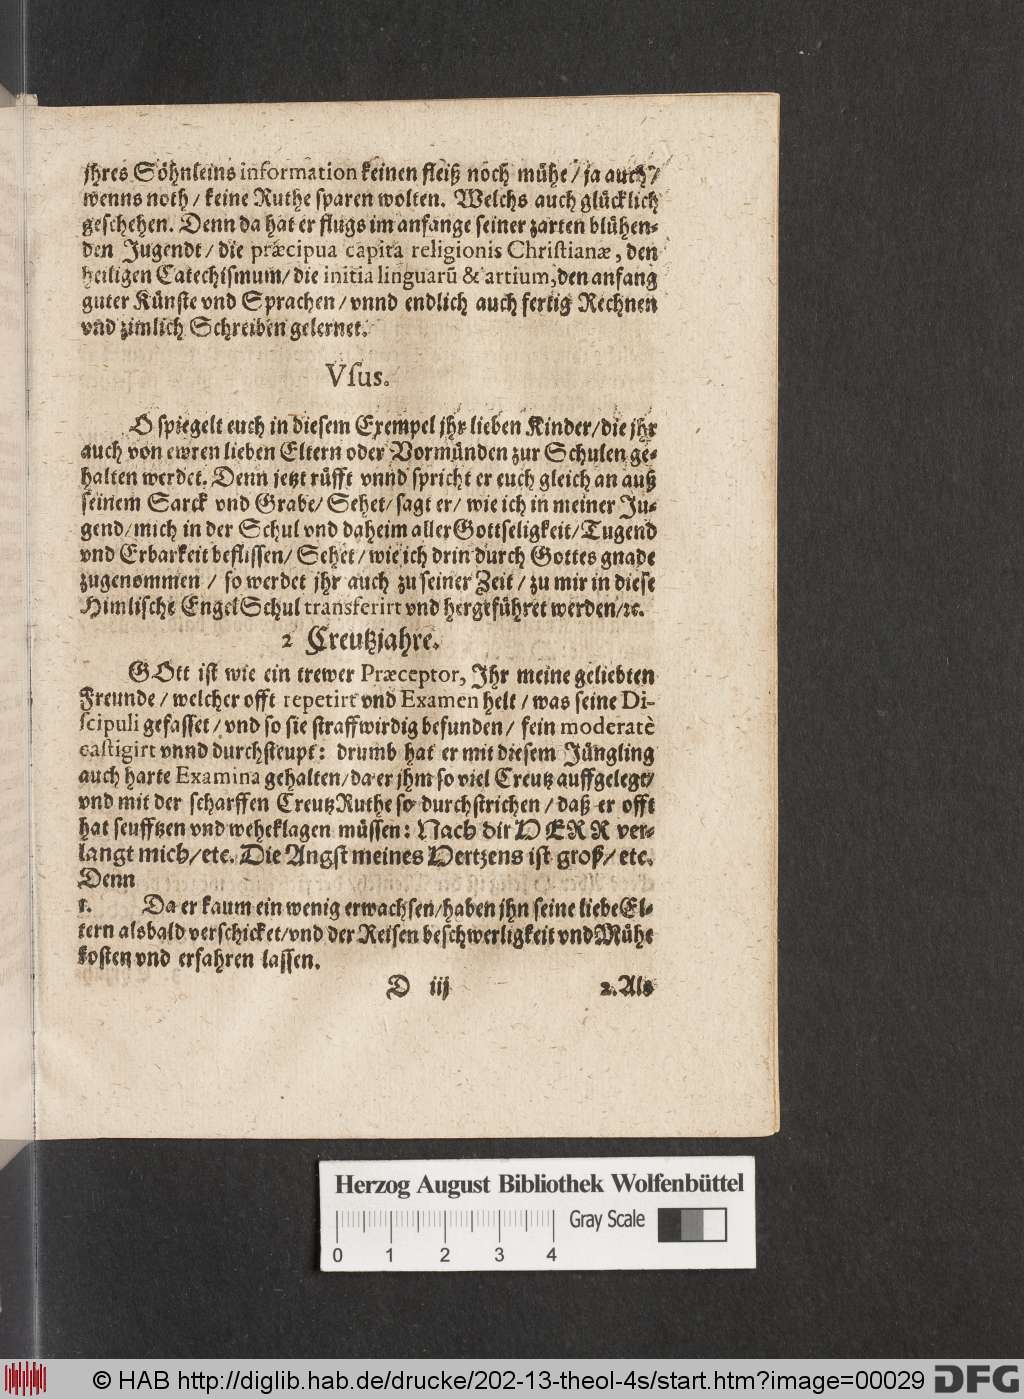 jhres Söhnleins information keinen fleiß noch mühe / ja auch /
wenns noth / keine Ruthe sparen wolten. Welchs auch glücklich
geschehen. Denn da hat er flugs im anfange seiner zarten blühen-
den Jugendt / die præcipua capita religionis Christianæ, den
heiligen Catechismum / die initia linguarū & artium, den anfang
guter Künste vnd Sprachen / vnnd endlich auch fertig Rechnen
vnd zimlich Schreiben gelernet.
Vſus.
O spiegelt euch in diesem Exempel jhr lieben Kinder / die jhr
auch von ewren lieben Eltern oder Vormünden zur Schulen ge-
halten werdet. Denn jetzt rüfft vnnd spricht er euch gleich an auß
seinem Sarck vnd Grabe / Sehet / sagt er / wie ich in meiner Ju-
gend / mich in der Schul vnd daheim aller Gottseligkeit / Tugend
vnd Erbarkeit beflissen / Sehet / wie ich drin durch Gottes gnade
zugenommen / so werdet jhr auch zu seiner Zeit / zu mir in diese
Himlische Engel Schul transferirt vnd hergeführet werden / ꝛc.
2 Creutzjahre.
GOtt ist wie ein trewer Præceptor, Jhr meine geliebten
Freunde / welcher offt repetirt vnd Examen helt / was seine Di-
scipuli gefasset / vnd so sie straffwirdig befunden / fein moderatè
castigirt vnnd durchsteupt: drumb hat er mit diesem Jüngling
auch harte Examina gehalten / da er jhm so viel Creutz auffgelegt /
vnd mit der scharffen CreutzRuthe so durchstrichen / daß er offt
hat seufftzen vnd weheklagen müssen: Nach dir HERR ver-
langt mich / etc. Die Angst meines Hertzens ist groß / etc.
Denn
1. Da er kaum ein wenig erwachsen / haben jhn seine liebe El-
tern alsbald verschicket / vnd der Reisen beschwerligkeit vnd Mühe
kosten vnd erfahren lassen.
D iij 2. Als
Herzog August Bibliothek Wolfenbüttel
Gray Scale
0 1 2 3 4
© HAB http://diglib.hab.de/drucke/202-13-theol-4s/start.htm?image=00029 DFG